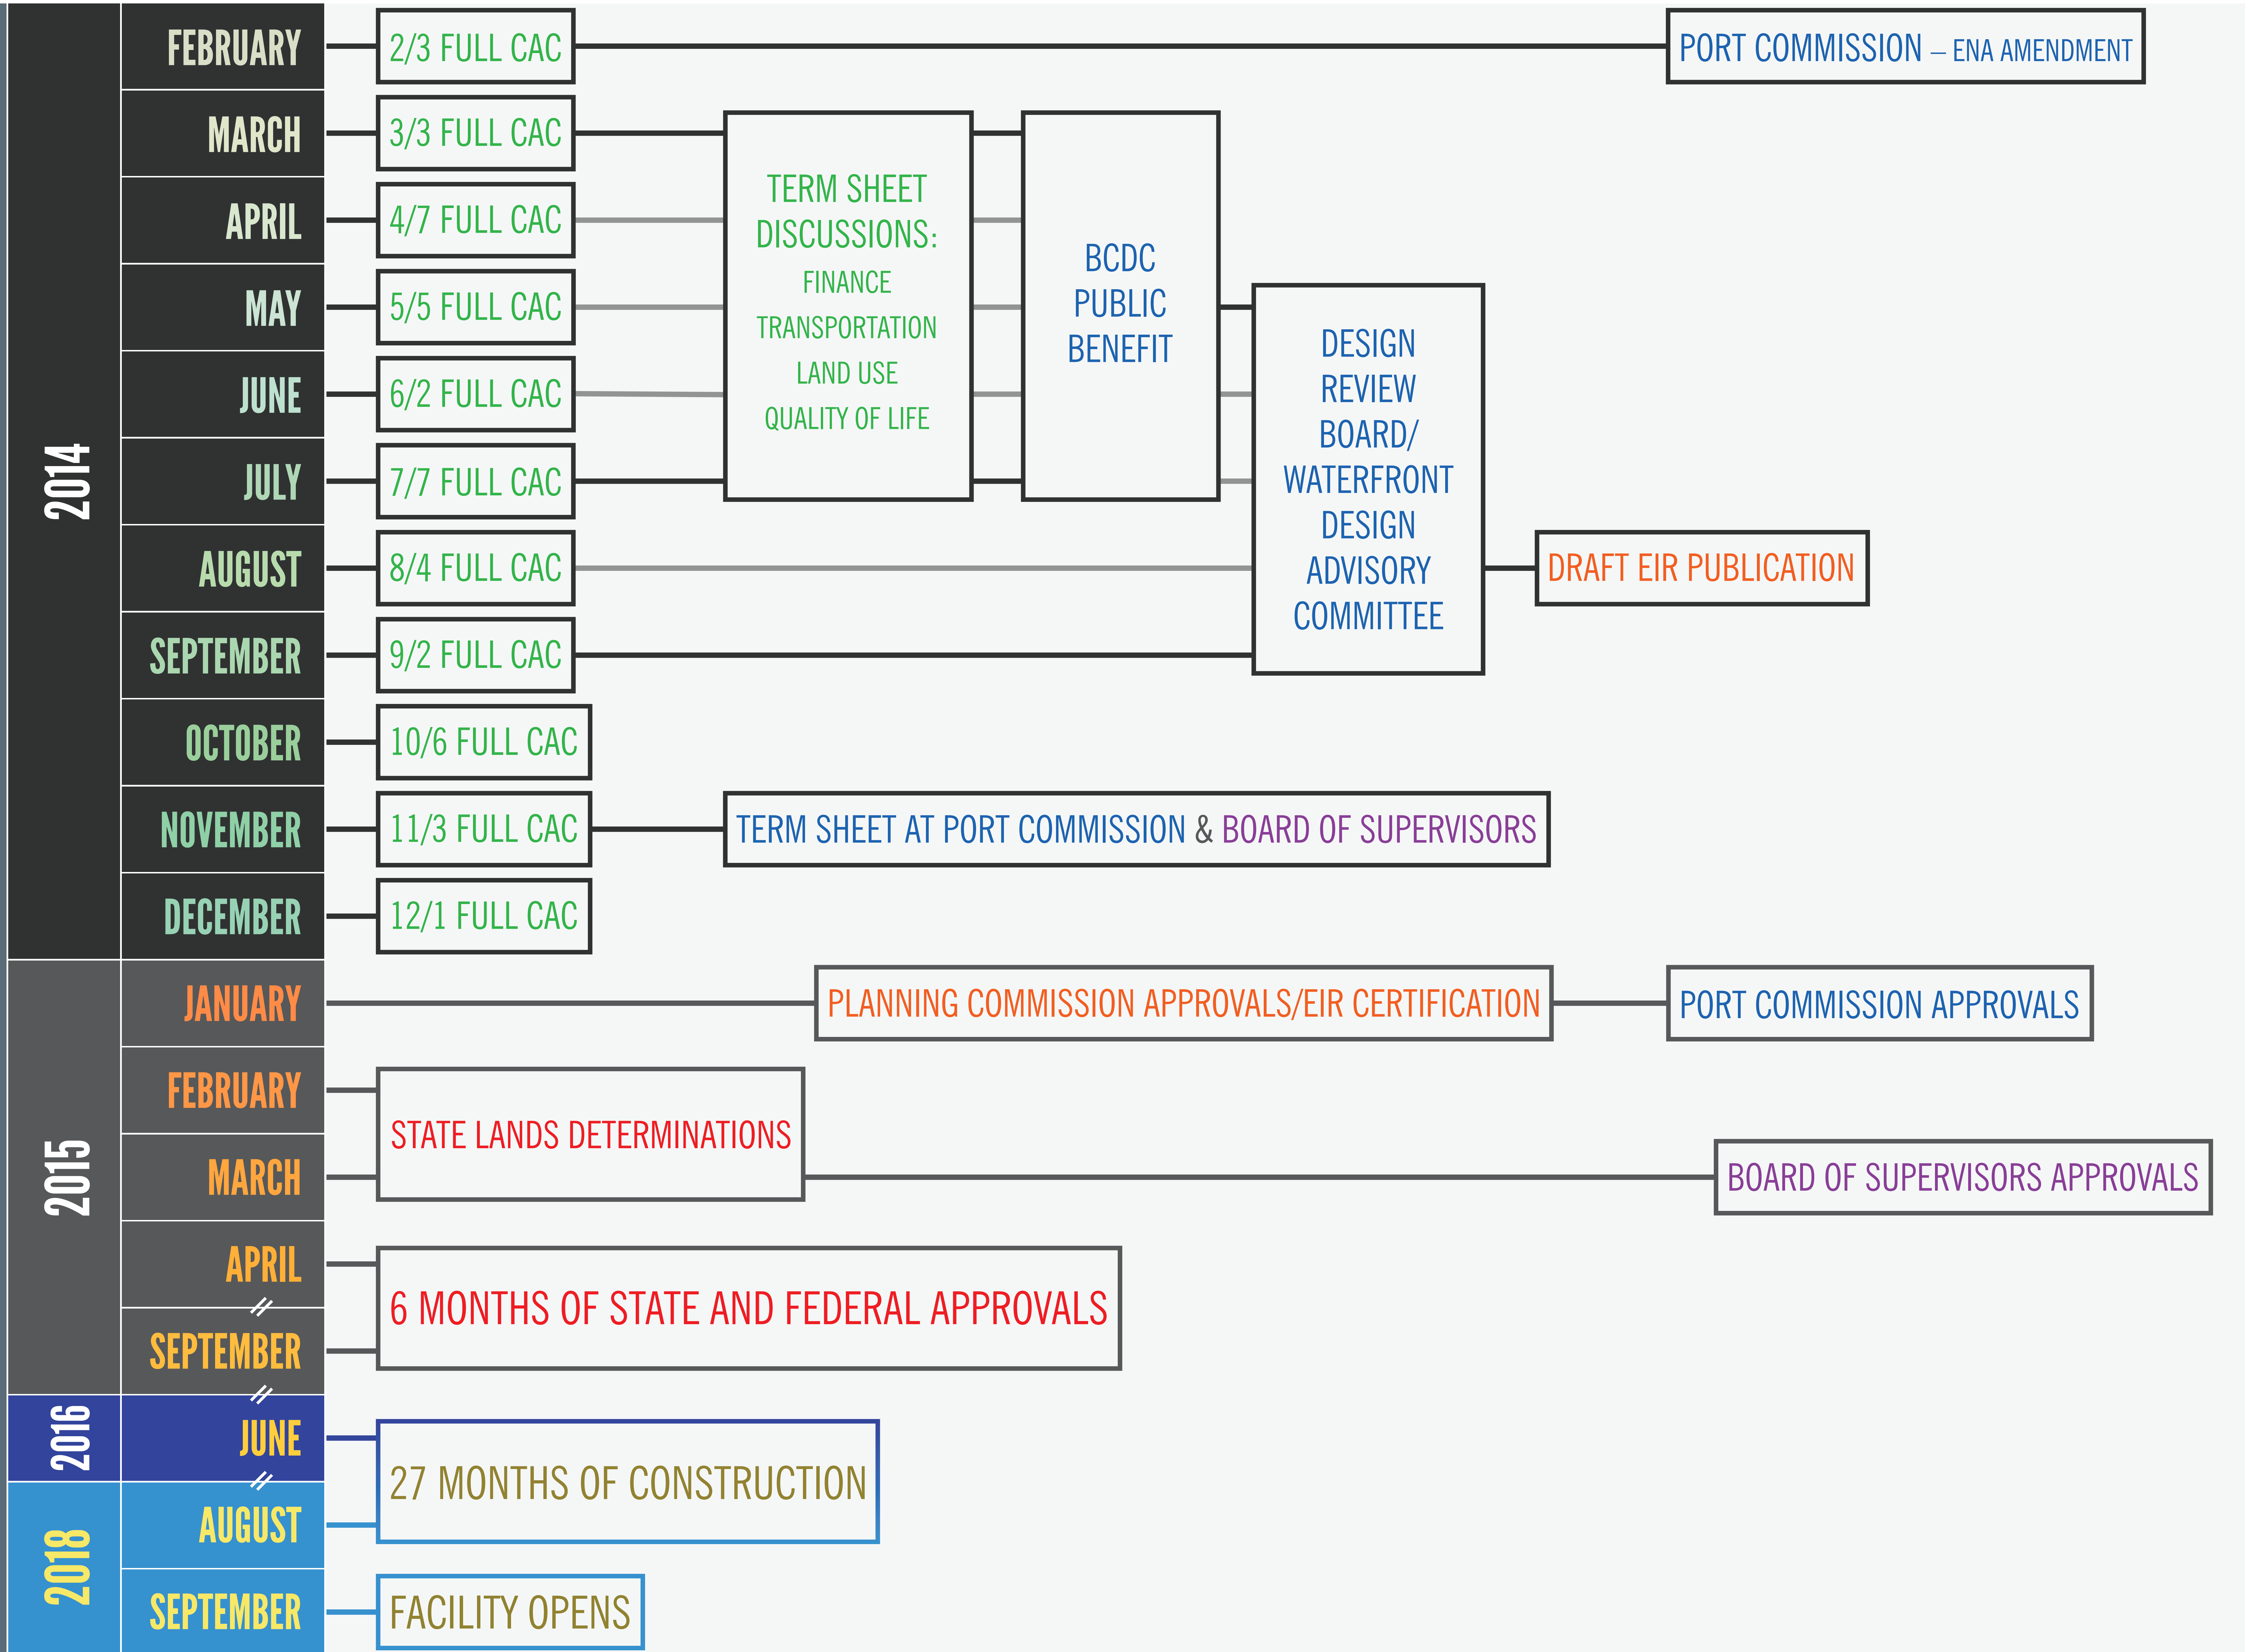 2014
FEBRUARY
2/3 FULL CAC
PORT COMMISSION – ENA AMENDMENT
MARCH
3/3 FULL CAC
APRIL
4/7 FULL CAC
MAY
5/5 FULL CAC
JUNE
6/2 FULL CAC
JULY
7/7 FULL CAC
TERM SHEET
DISCUSSIONS:
FINANCE
TRANSPORTATION
LAND USE
QUALITY OF LIFE
BCDC
PUBLIC
BENEFIT
DESIGN
REVIEW
BOARD/
WATERFRONT
DESIGN
ADVISORY
COMMITTEE
AUGUST
8/4 FULL CAC
DRAFT EIR PUBLICATION
SEPTEMBER
9/2 FULL CAC
OCTOBER
10/6 FULL CAC
NOVEMBER
11/3 FULL CAC
TERM SHEET AT PORT COMMISSION & BOARD OF SUPERVISORS
DECEMBER
12/1 FULL CAC
2015
JANUARY
PLANNING COMMISSION APPROVALS/EIR CERTIFICATION
PORT COMMISSION APPROVALS
FEBRUARY
STATE LANDS DETERMINATIONS
MARCH
BOARD OF SUPERVISORS APPROVALS
APRIL
6 MONTHS OF STATE AND FEDERAL APPROVALS
SEPTEMBER
2016
JUNE
27 MONTHS OF CONSTRUCTION
2018
AUGUST
SEPTEMBER
FACILITY OPENS